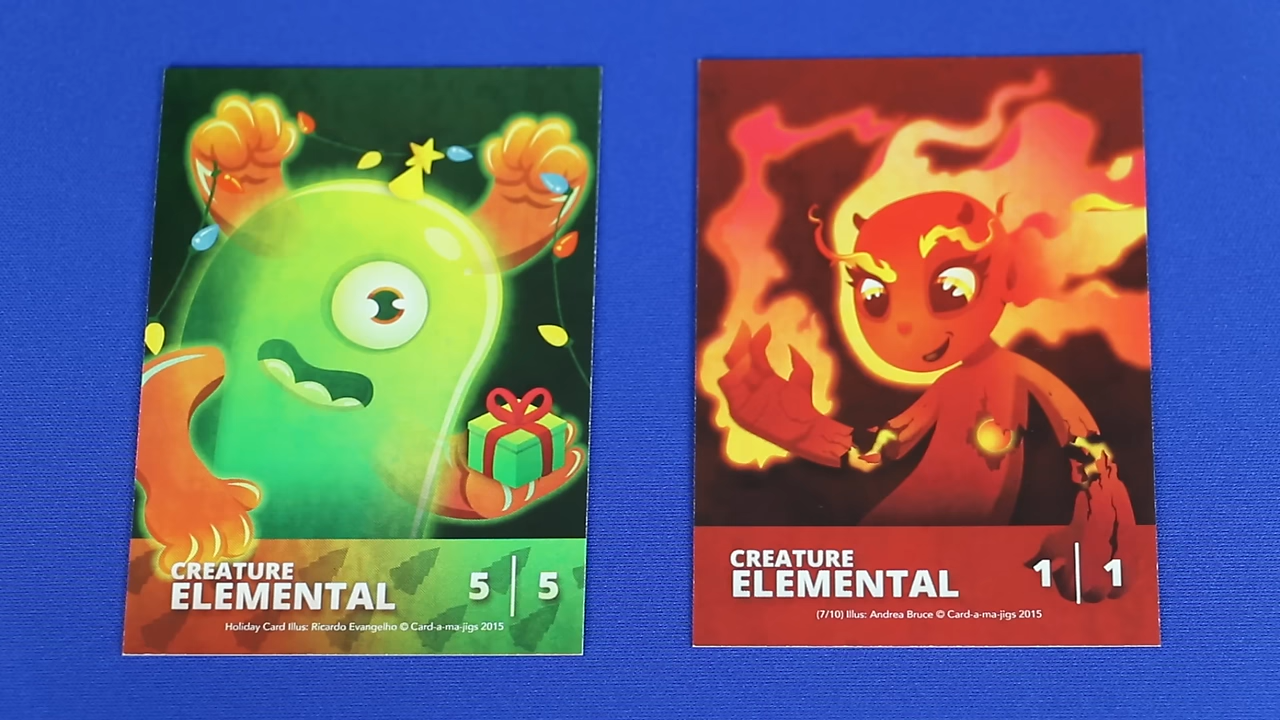 CREATURE
ELEMENTAL
5 | 5
Holiday Card Illus: Ricardo Evangelho © Card-a-ma-jigs 2015
CREATURE
ELEMENTAL
1 | 1
(7/10) Illus: Andrea Bruce © Card-a-ma-jigs 2015